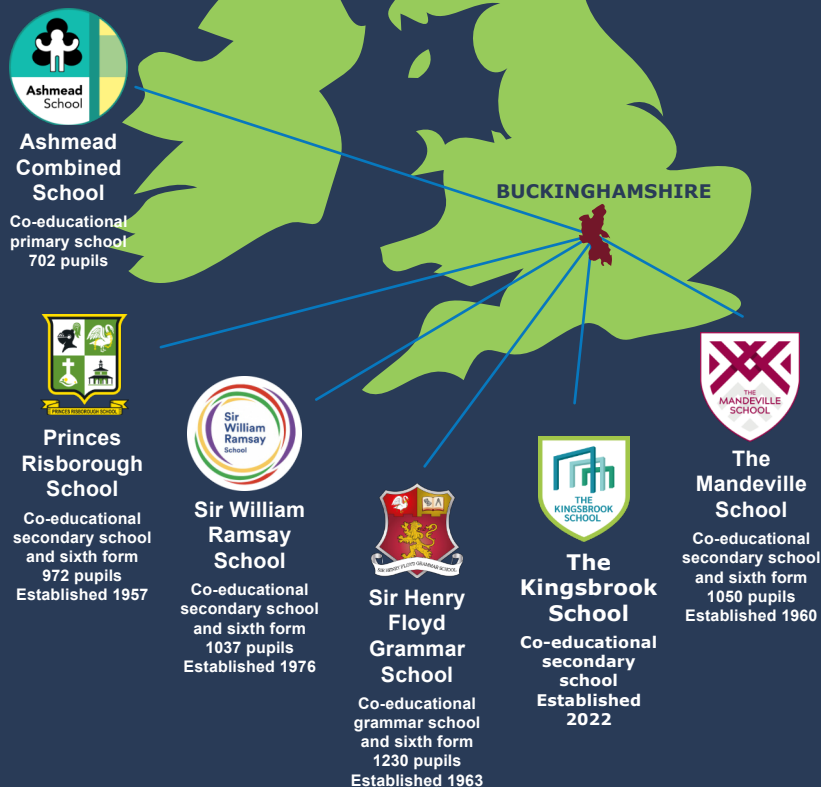 Ashmead
School
Ashmead
Combined
School
Co-educational
primary school
702 pupils
BUCKINGHAMSHIRE
PRINCES RISBOROUGH SCHOOL
Princes
Risborough
School
Co-educational
secondary school
and sixth form
972 pupils
Established 1957
Sir
William
Ramsay
School
Sir William
Ramsay
School
Co-educational
secondary school
and sixth form
1037 pupils
Established 1976
SIR HENRY FLOYD GRAMMAR SCHOOL
Sir Henry
Floyd
Grammar
School
Co-educational
grammar school
and sixth form
1230 pupils
Established 1963
THE
KINGSBROOK
SCHOOL
The
Kingsbrook
School
Co-educational
secondary
school
Established
2022
THE
MANDEVILLE
SCHOOL
The
Mandeville
School
Co-educational
secondary school
and sixth form
1050 pupils
Established 1960